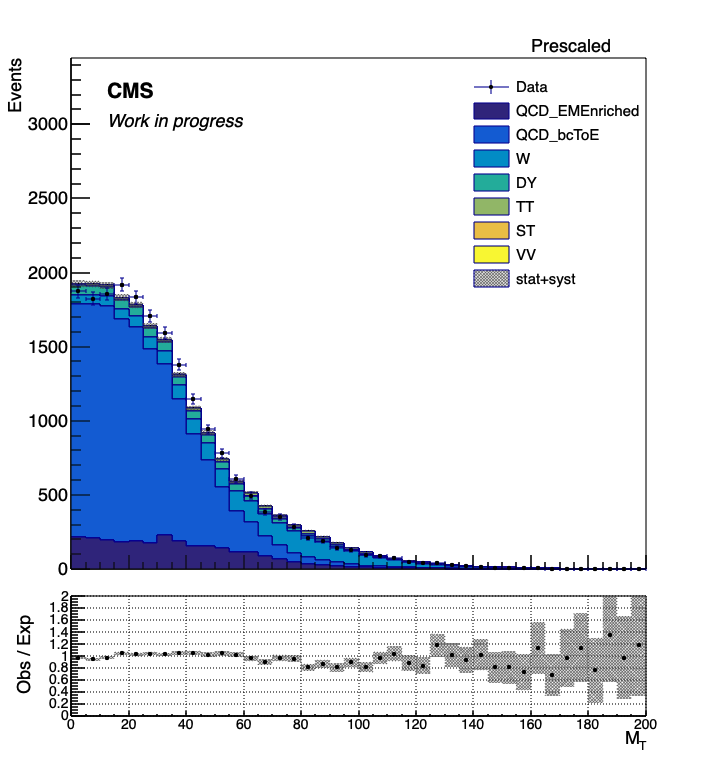 Prescaled
Events
CMS
Work in progress
Data
QCD_EMEnriched
QCD_bcToE
W
DY
TT
ST
VV
stat+syst
3000
2500
2000
1500
1000
500
0
Obs / Exp
2
1.8
1.6
1.4
1.2
1
0.8
0.6
0.4
0.2
0
0 20 40 60 80 100 120 140 160 180 200
M_T